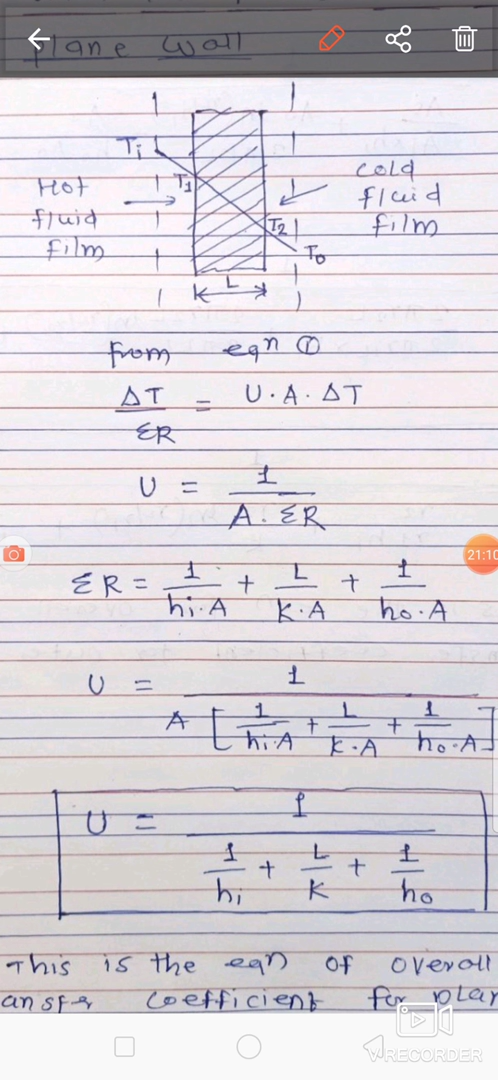 plane wall
Ti
T1
Hot
fluid
film
cold
fluid
film
T2
To
L
from eqn ①
ΔT/ΣR = U·A·ΔT
U = 1/(A·ΣR)
ΣR = 1/(hi·A) + L/(K·A) + 1/(ho·A)
U = 1/(A[1/(hi·A) + L/(K·A) + 1/(ho·A)])
U = 1/(1/hi + L/K + 1/ho)
This is the eqn of overall
ansfer coefficient for plan
21:10
V RECORDER